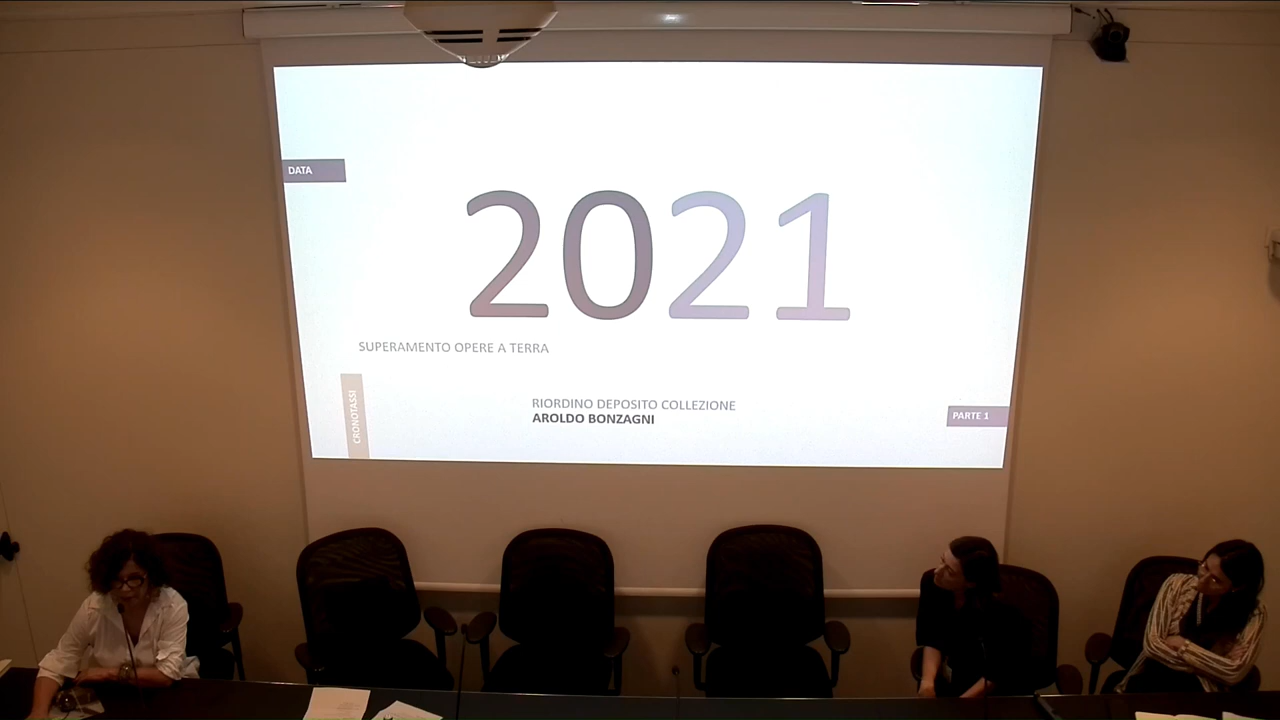 DATA
2021
SUPERAMENTO OPERE A TERRA
CRONOTASSI
RIORDINO DEPOSITO COLLEZIONE
AROLDO BONZAGNI
PARTE 1